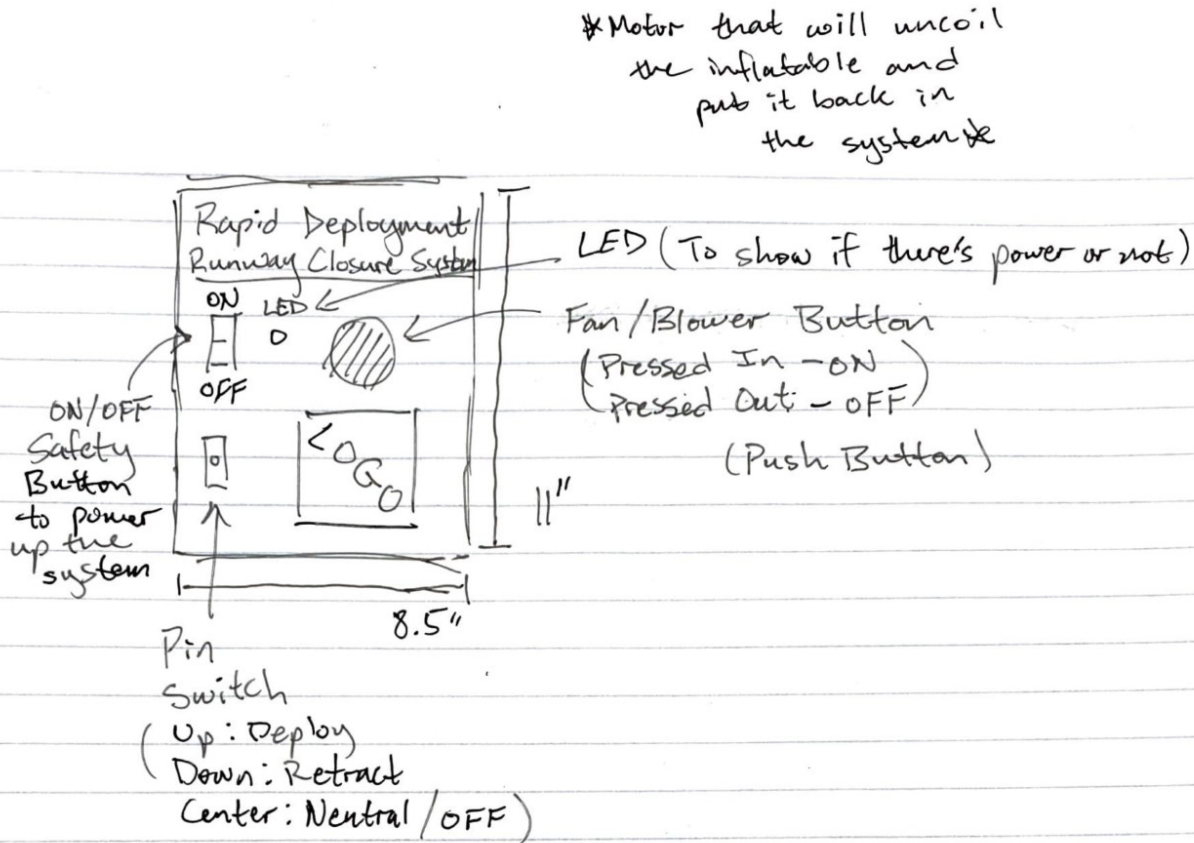 *Motor that will uncoil
the inflatable and
put it back in
the system*
Rapid Deployment
Runway Closure System
ON
LED
OFF
LOGO
LED (To show if there's power or not)
Fan/Blower Button
(Pressed In - ON
Pressed Out - OFF)
(Push Button)
ON/OFF
Safety
Button
to power
up the
system
11"
8.5"
Pin
Switch
(Up: Deploy
Down: Retract
Center: Neutral/OFF)